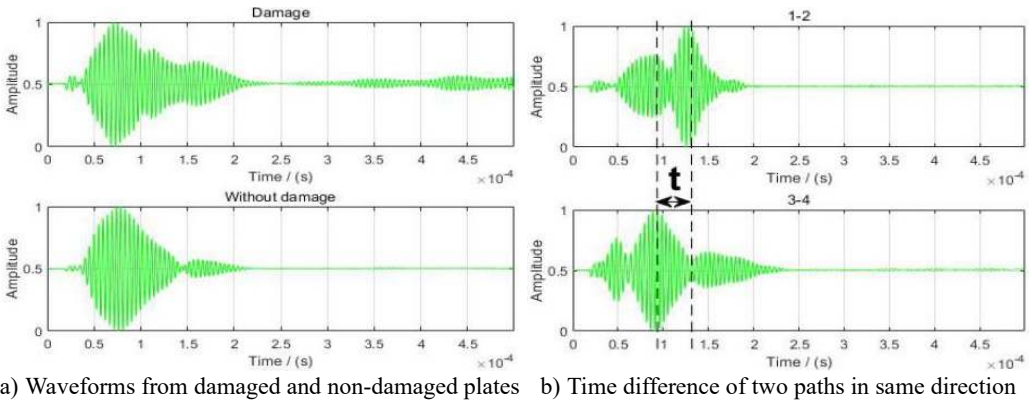 Damage
1
0.5
0
Amplitude
0 0.5 1 1.5 2 2.5 3 3.5 4 4.5
Time / (s)
×10⁻⁴
Without damage
1
0.5
0
Amplitude
0 0.5 1 1.5 2 2.5 3 3.5 4 4.5
Time / (s)
×10⁻⁴
1-2
1
0.5
0
Amplitude
0 0.5 1 1.5 2 2.5 3 3.5 4 4.5
Time / (s)
×10⁻⁴
t
3-4
1
0.5
0
Amplitude
0 0.5 1 1.5 2 2.5 3 3.5 4 4.5
Time / (s)
×10⁻⁴
a) Waveforms from damaged and non-damaged plates b) Time difference of two paths in same direction